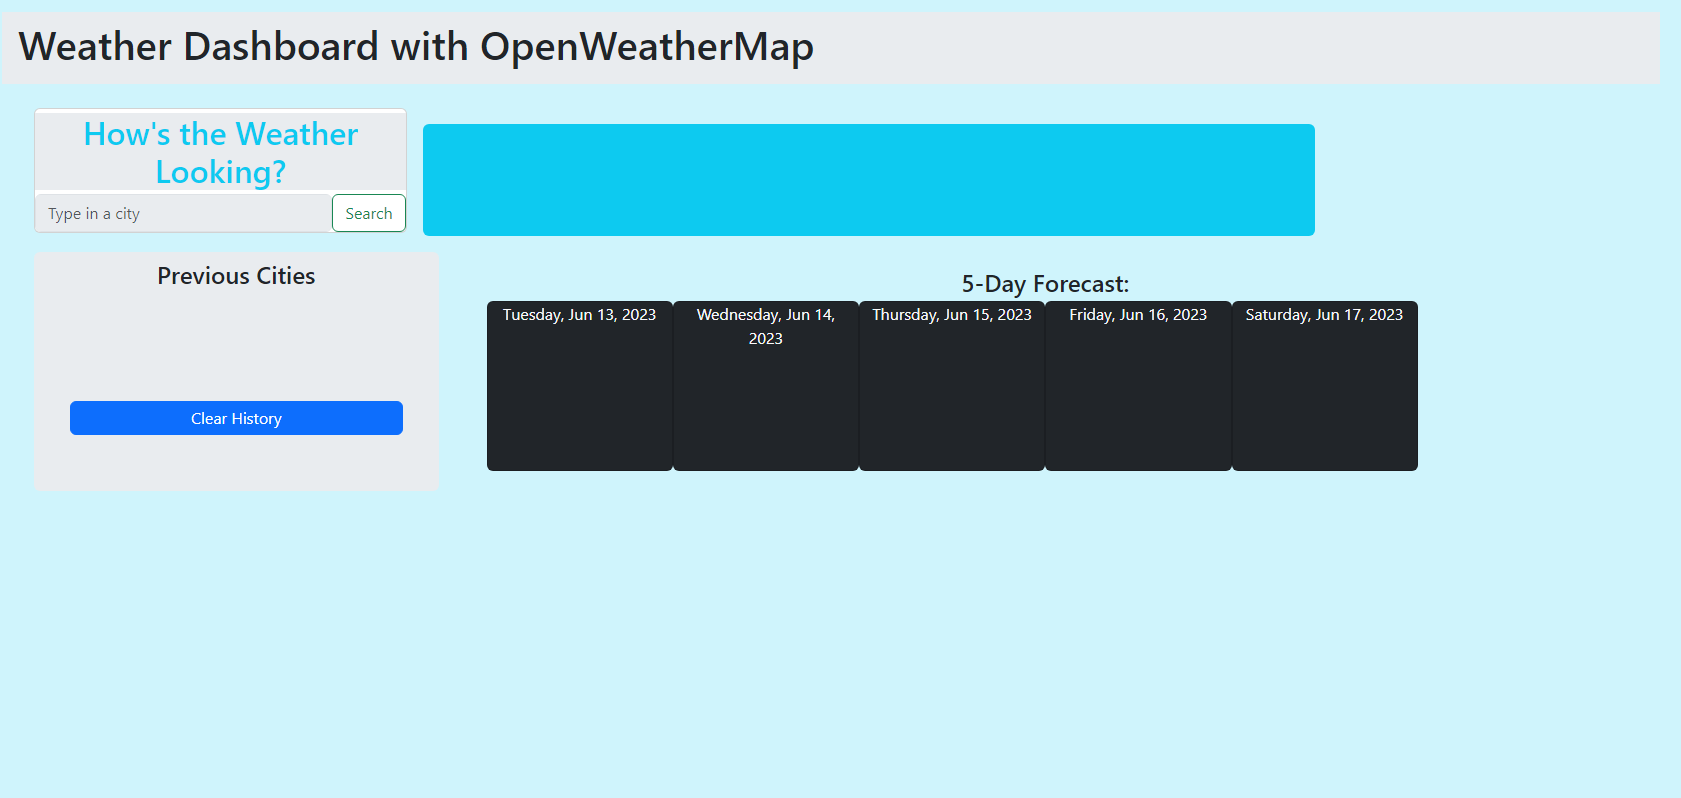 Weather Dashboard with OpenWeatherMap
How's the Weather
Looking?
Type in a city
Search
Previous Cities
Clear History
5-Day Forecast:
Tuesday, Jun 13, 2023
Wednesday, Jun 14,
2023
Thursday, Jun 15, 2023
Friday, Jun 16, 2023
Saturday, Jun 17, 2023